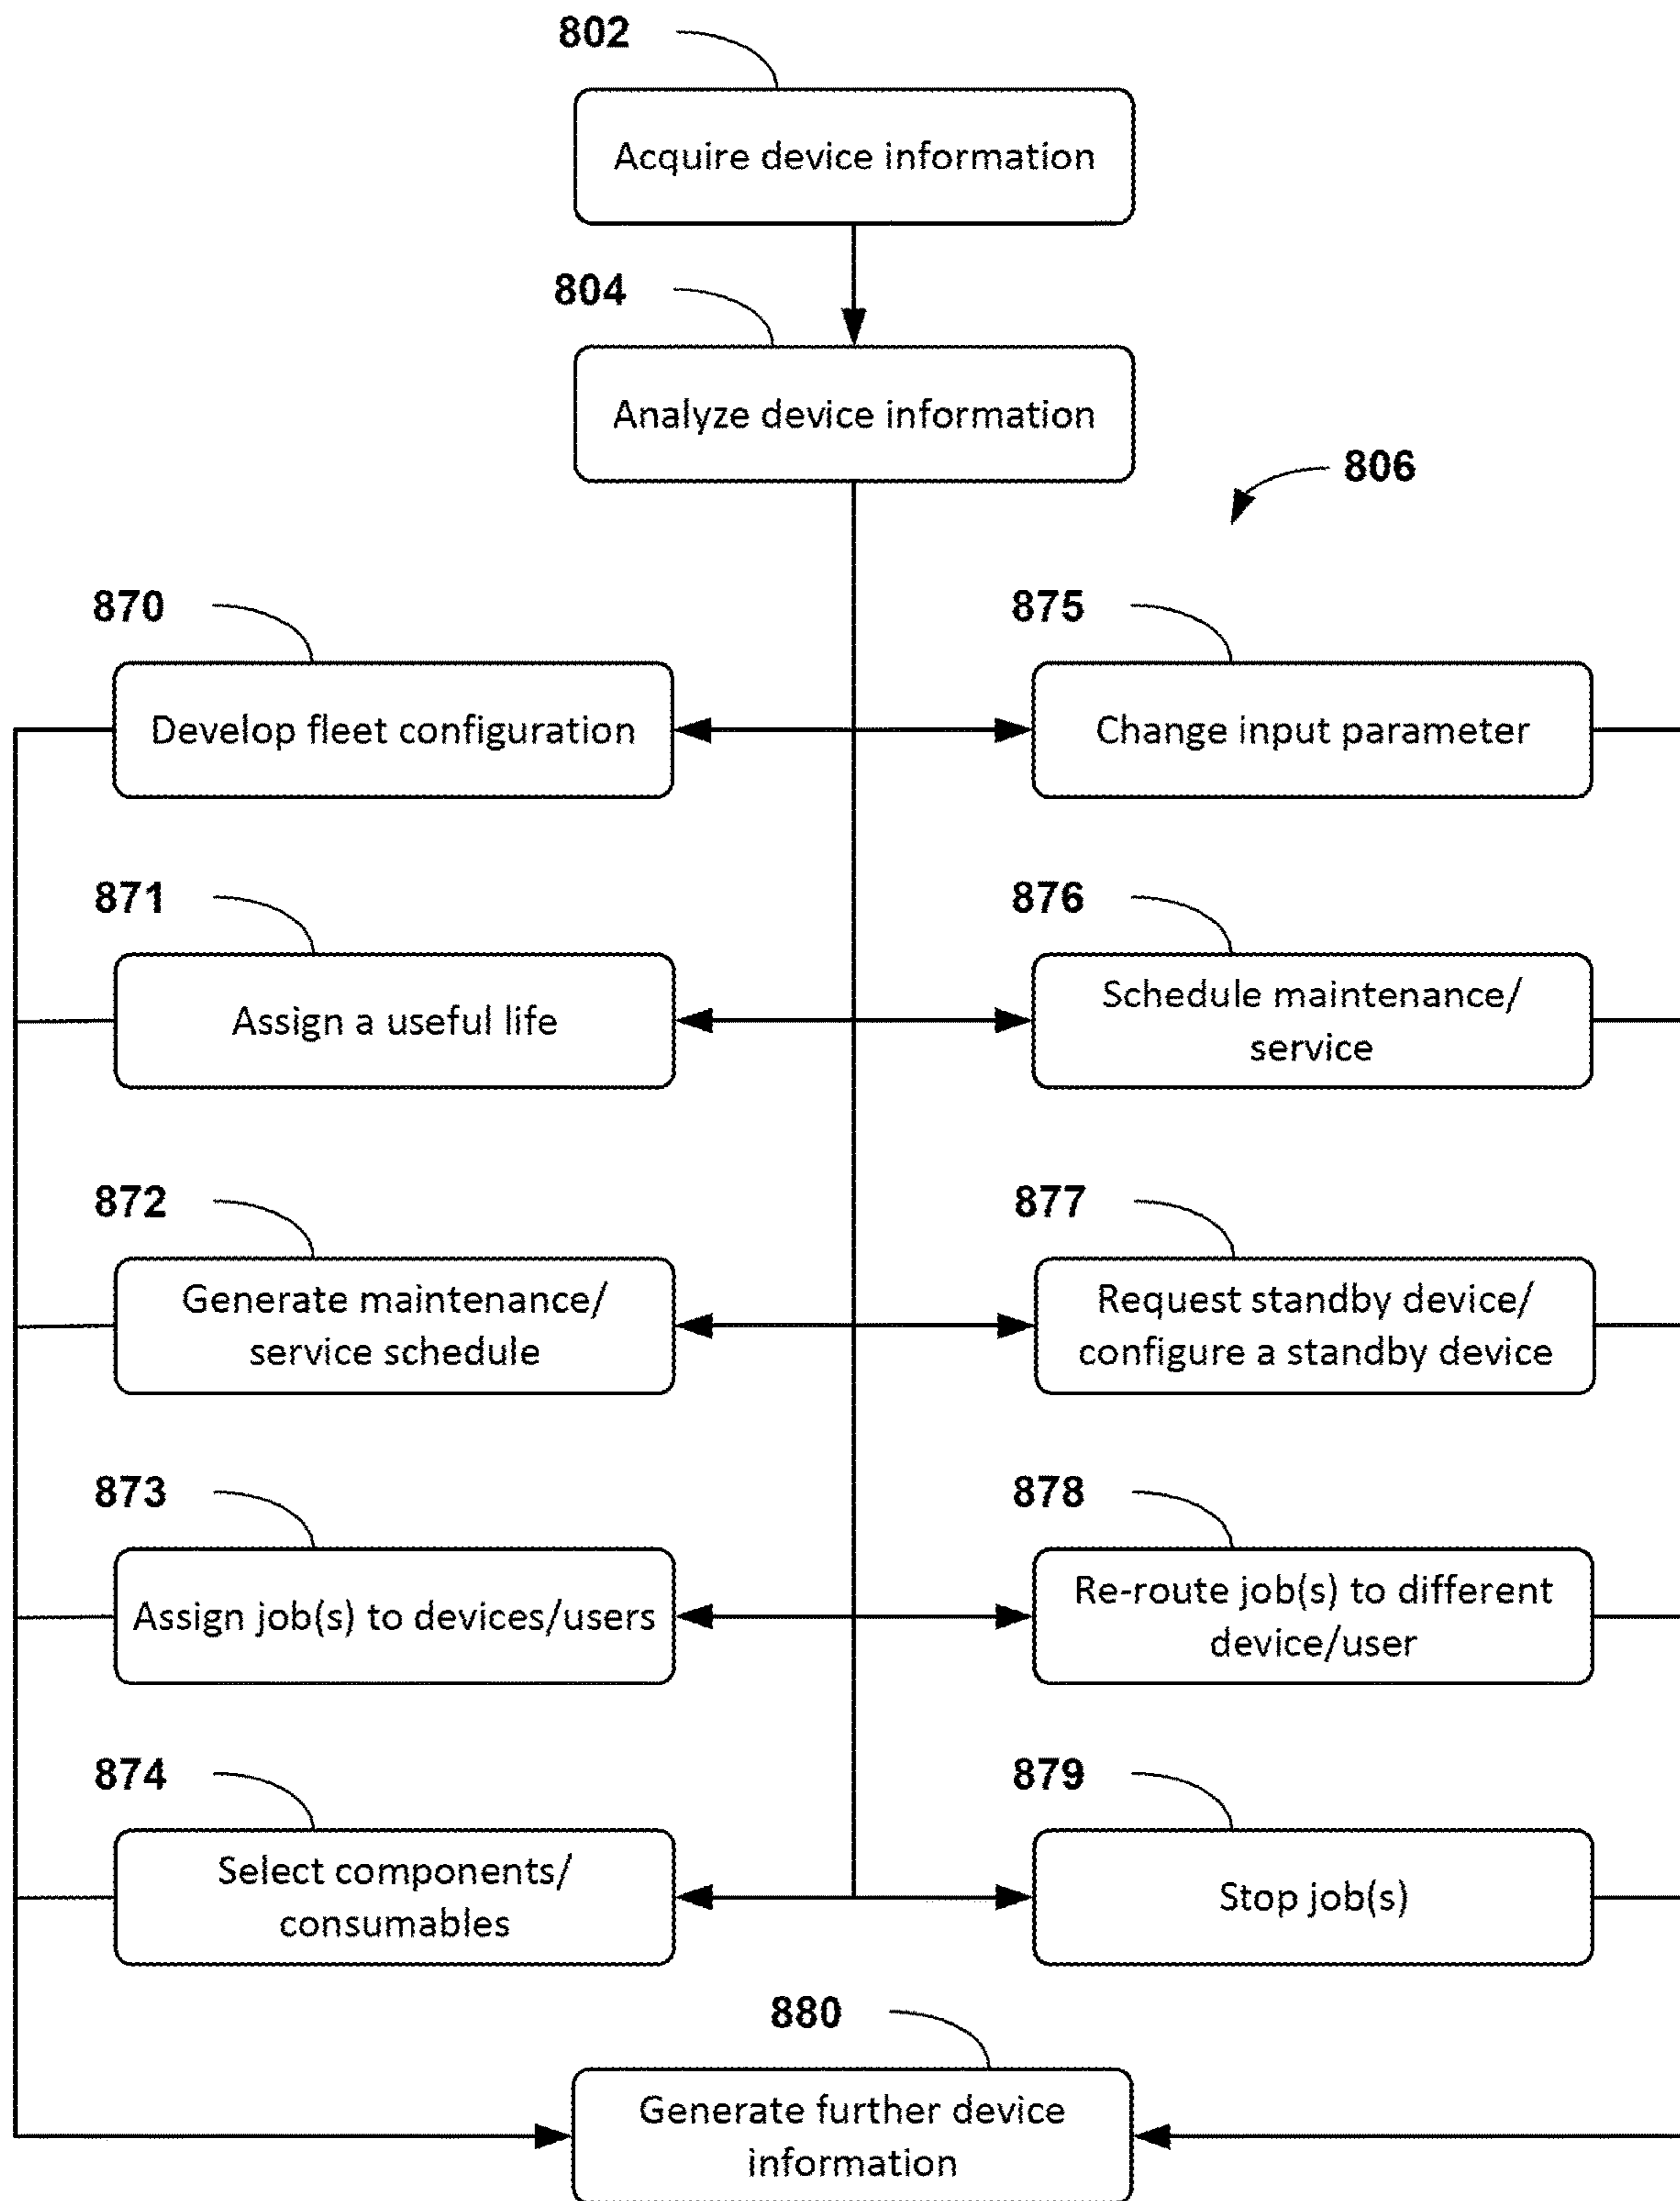 802
Acquire device information
804
Analyze device information
806
870
Develop fleet configuration
875
Change input parameter
871
Assign a useful life
876
Schedule maintenance/
service
872
Generate maintenance/
service schedule
877
Request standby device/
configure a standby device
873
Assign job(s) to devices/users
878
Re-route job(s) to different
device/user
874
Select components/
consumables
879
Stop job(s)
880
Generate further device
information